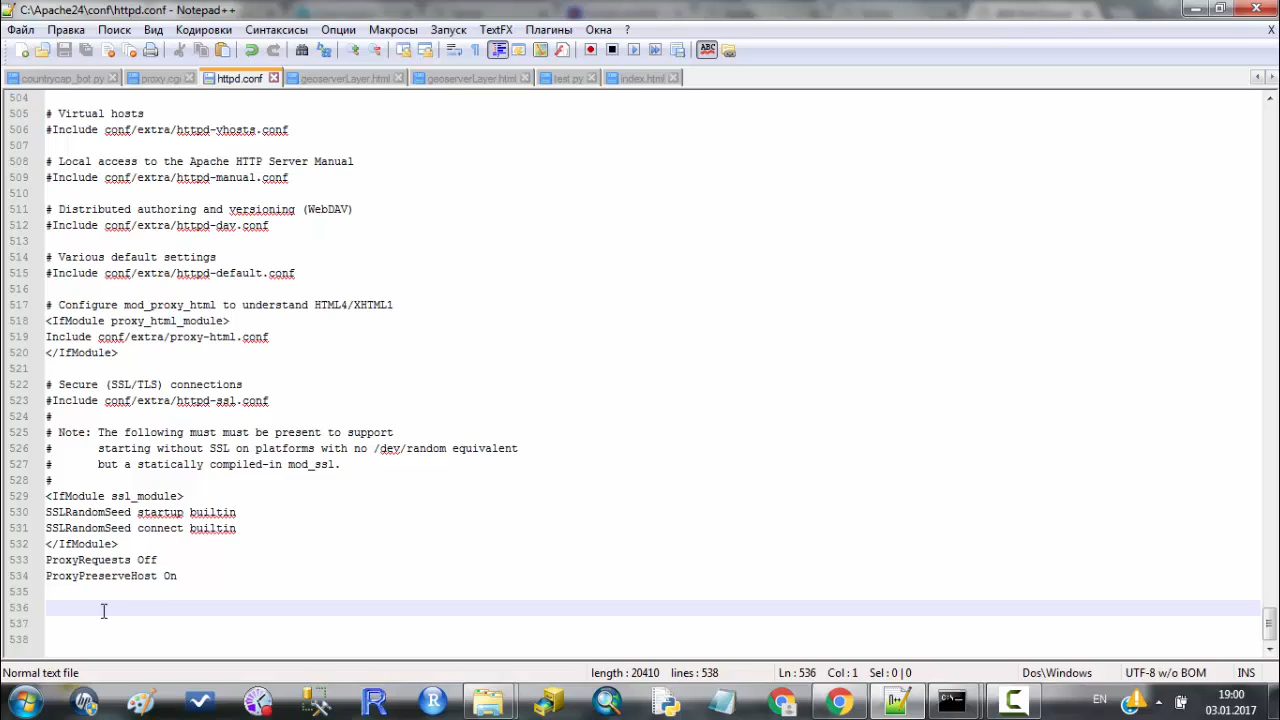 C:\Apache24\conf\httpd.conf - Notepad++
Файл Правка Поиск Вид Кодировки Синтаксисы Опции Макросы Запуск TextFX Плагины Окна ? X
countrycap_bot.py proxy.cgi httpd.conf geoserverLayer.html geoserverLayer.html test.py index.html
504
505 # Virtual hosts
506 #Include conf/extra/httpd-vhosts.conf
507
508 # Local access to the Apache HTTP Server Manual
509 #Include conf/extra/httpd-manual.conf
510
511 # Distributed authoring and versioning (WebDAV)
512 #Include conf/extra/httpd-dav.conf
513
514 # Various default settings
515 #Include conf/extra/httpd-default.conf
516
517 # Configure mod_proxy_html to understand HTML4/XHTML1
518 <IfModule proxy_html_module>
519 Include conf/extra/proxy-html.conf
520 </IfModule>
521
522 # Secure (SSL/TLS) connections
523 #Include conf/extra/httpd-ssl.conf
524 #
525 # Note: The following must must be present to support
526 #       starting without SSL on platforms with no /dev/random equivalent
527 #       but a statically compiled-in mod_ssl.
528 #
529 <IfModule ssl_module>
530 SSLRandomSeed startup builtin
531 SSLRandomSeed connect builtin
532 </IfModule>
533 ProxyRequests Off
534 ProxyPreserveHost On
535
536
537
538
Normal text file length : 20410 lines : 538 Ln : 536 Col : 1 Sel : 0 | 0 Dos\Windows UTF-8 w/o BOM INS
EN 19:00
03.01.2017